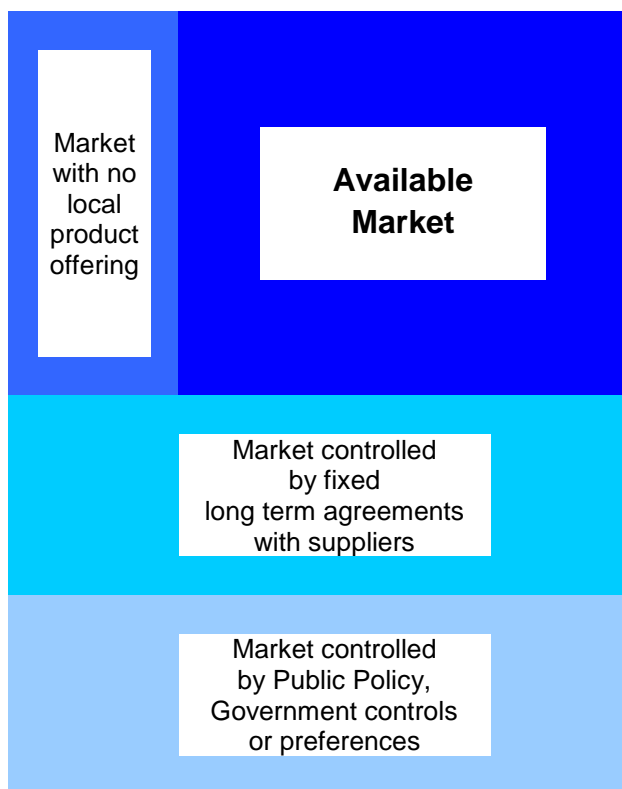 Market
with no
local
product
offering
Available
Market
Market controlled
by fixed
long term agreements
with suppliers
Market controlled
by Public Policy,
Government controls
or preferences